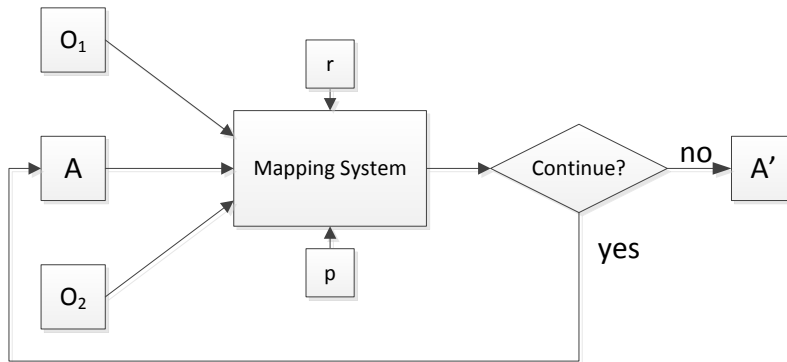 O₁
r
A
Mapping System
Continue?
no
A’
yes
O₂
p